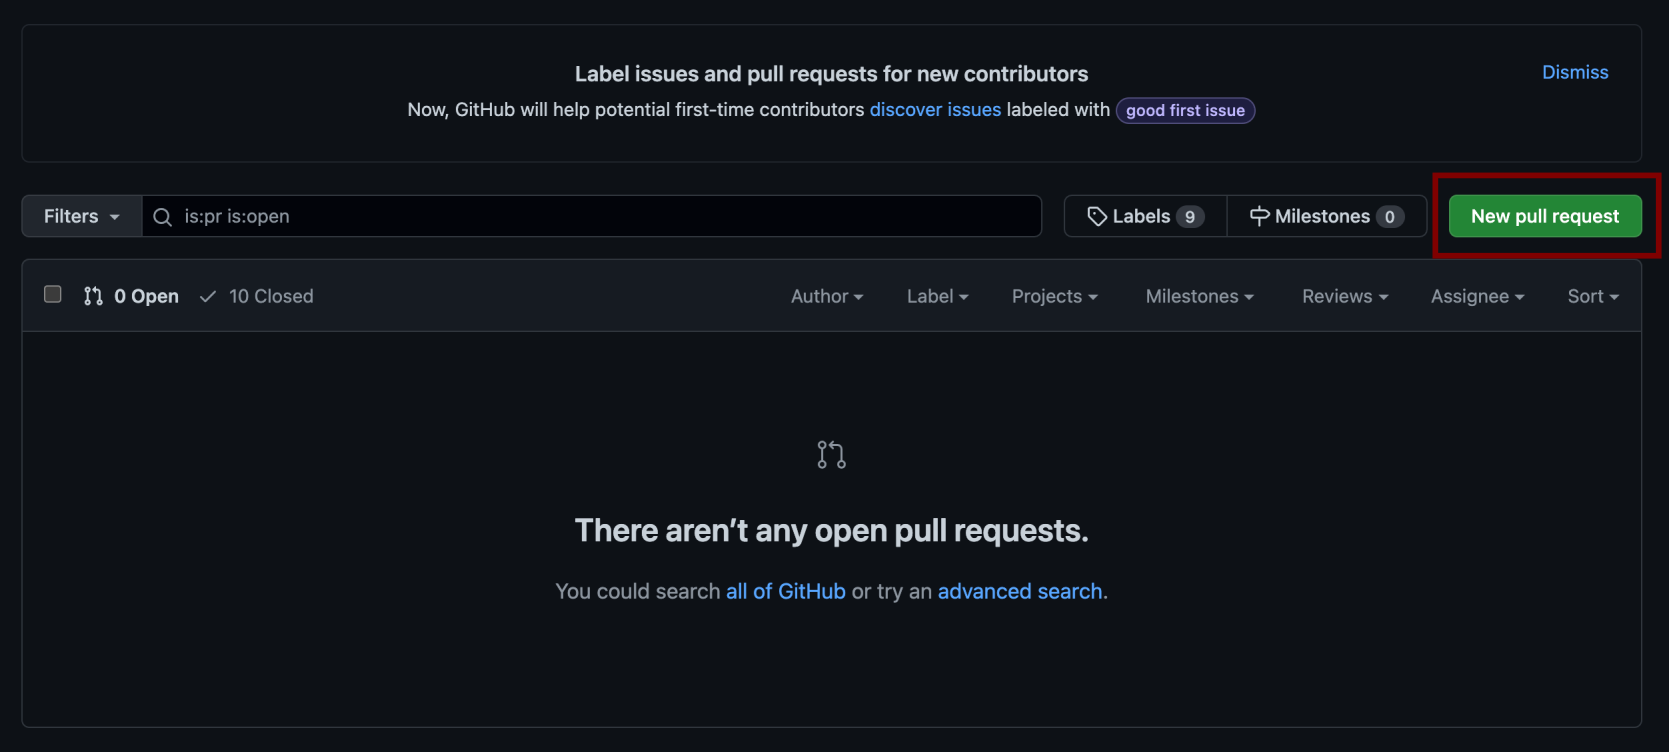 Label issues and pull requests for new contributors
Dismiss
Now, GitHub will help potential first-time contributors discover issues labeled with good first issue
Filters is:pr is:open Labels 9 Milestones 0 New pull request
0 Open 10 Closed Author Label Projects Milestones Reviews Assignee Sort
There aren’t any open pull requests.
You could search all of GitHub or try an advanced search.